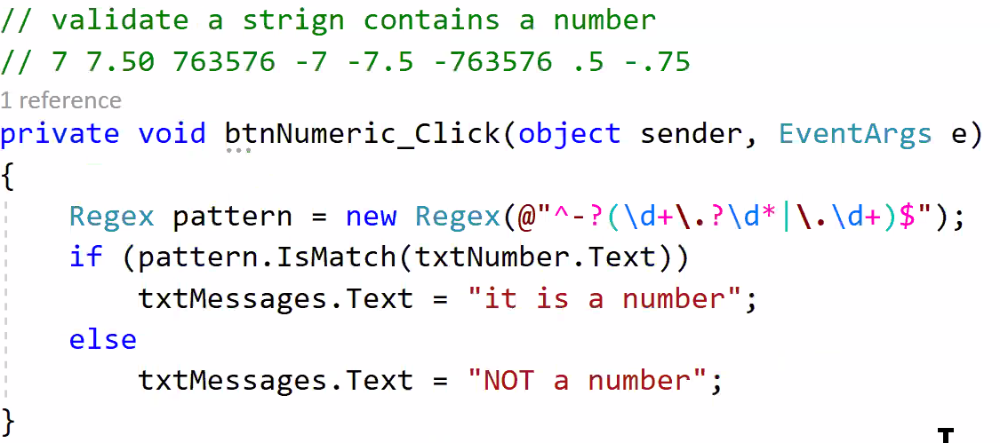 // validate a strign contains a number
// 7 7.50 763576 -7 -7.5 -763576 .5 -.75
1 reference
private void btnNumeric_Click(object sender, EventArgs e)
{
    Regex pattern = new Regex(@"^-?(\d+\.?\d*|\.\d+)$");
    if (pattern.IsMatch(txtNumber.Text))
        txtMessages.Text = "it is a number";
    else
        txtMessages.Text = "NOT a number";
}